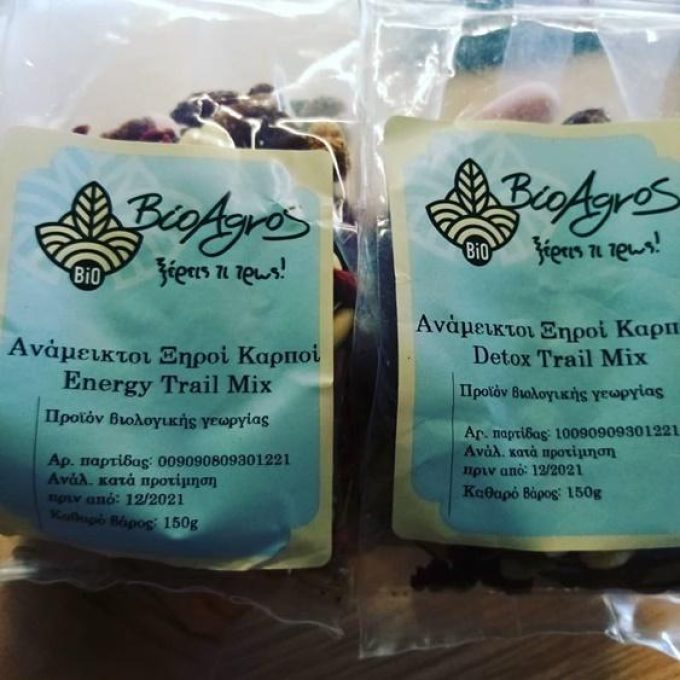 BiO
BioAgros
ξέρεις τι τρως!
Ανάμεικτοι Ξηροί Καρποί
Energy Trail Mix
Προϊόν βιολογικής γεωργίας
Αρ. παρτίδας: 009090809301221
Ανάλ. κατά προτίμηση
πριν από: 12/2021
Καθαρό βάρος: 150g
BiO
BioAgros
ξέρεις τι τρως!
Ανάμεικτοι Ξηροί Καρπ
Detox Trail Mix
Προϊόν βιολογικής γεωργίας
Αρ. παρτίδας: 10090909301221
Ανάλ. κατά προτίμηση
πριν από: 12/2021
Καθαρό βάρος: 150g